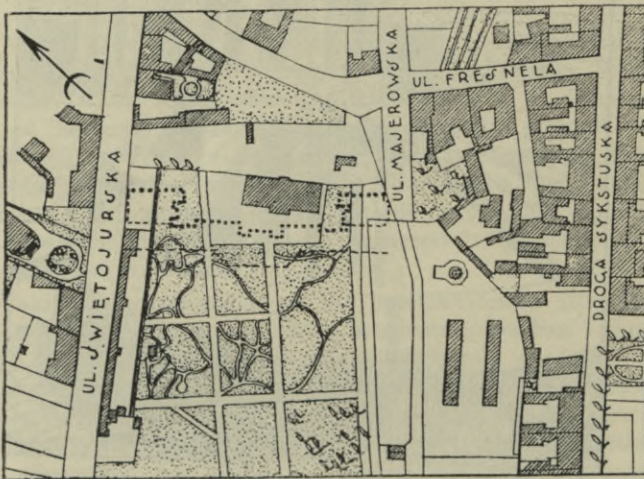 UL. FRESNELA
UL. MAJEROWSKA
UL. ŚWIĘTOJURSKA
DROGA SYKSTUSKA